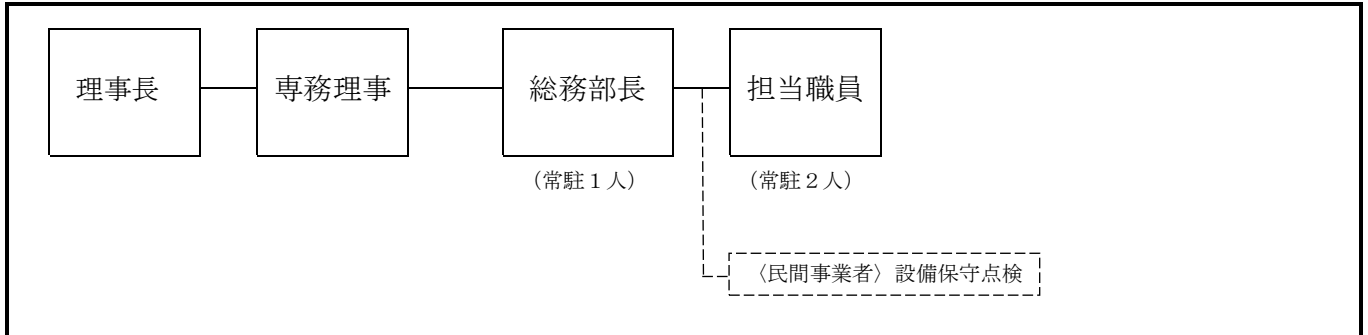 理事長
専務理事
総務部長
担当職員
（常駐１人）
（常駐２人）
〈民間事業者〉設備保守点検